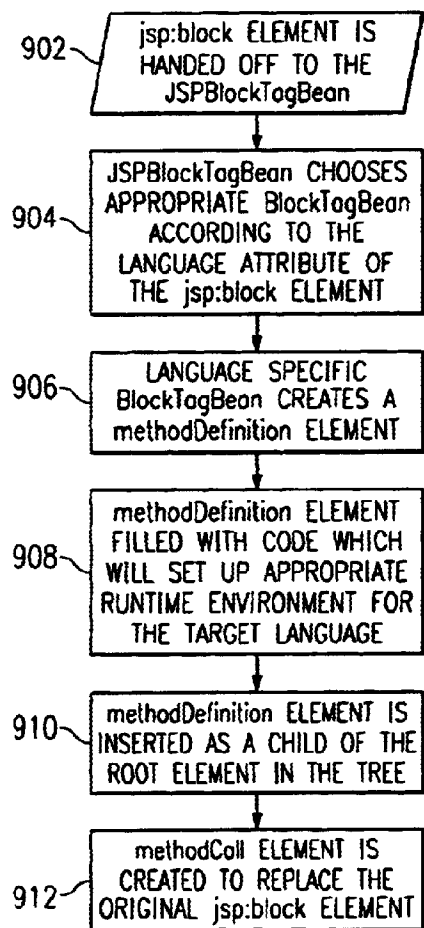 902
jsp:block ELEMENT IS
HANDED OFF TO THE
JSPBlockTagBean
904
JSPBlockTagBean CHOOSES
APPROPRIATE BlockTagBean
ACCORDING TO THE
LANGUAGE ATTRIBUTE OF
THE jsp:block ELEMENT
906
LANGUAGE SPECIFIC
BlockTagBean CREATES A
methodDefinition ELEMENT
908
methodDefinition ELEMENT
FILLED WITH CODE WHICH
WILL SET UP APPROPRIATE
RUNTIME ENVIRONMENT FOR
THE TARGET LANGUAGE
910
methodDefinition ELEMENT IS
INSERTED AS A CHILD OF THE
ROOT ELEMENT IN THE TREE
912
methodCall ELEMENT IS
CREATED TO REPLACE THE
ORIGINAL jsp:block ELEMENT